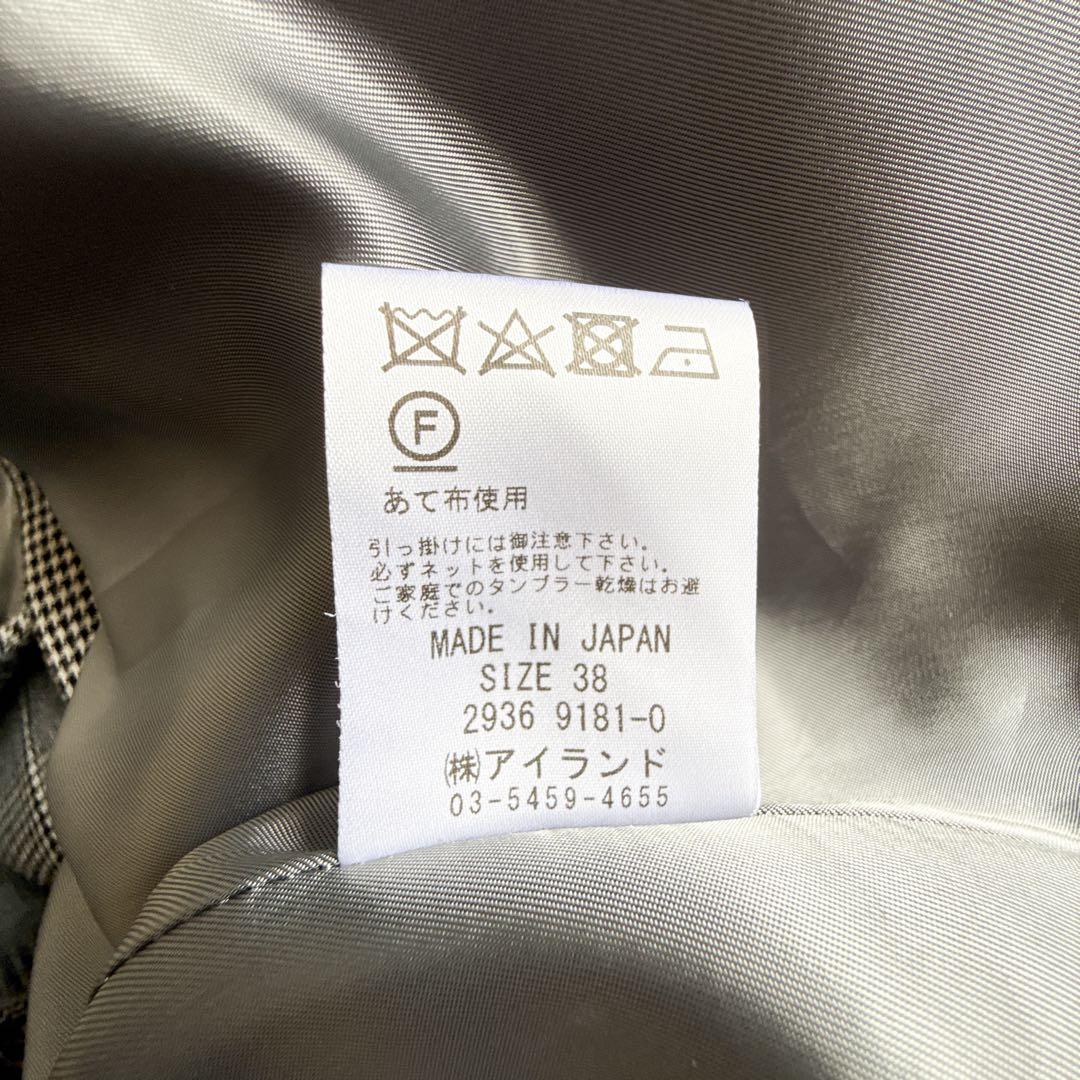 F
あて布使用
引っ掛けには御注意下さい。
必ずネットを使用して下さい。
ご家庭でのタンブラー乾燥はお避
けください。
MADE IN JAPAN
SIZE 38
2936 9181-0
㈱アイランド
03-5459-4655